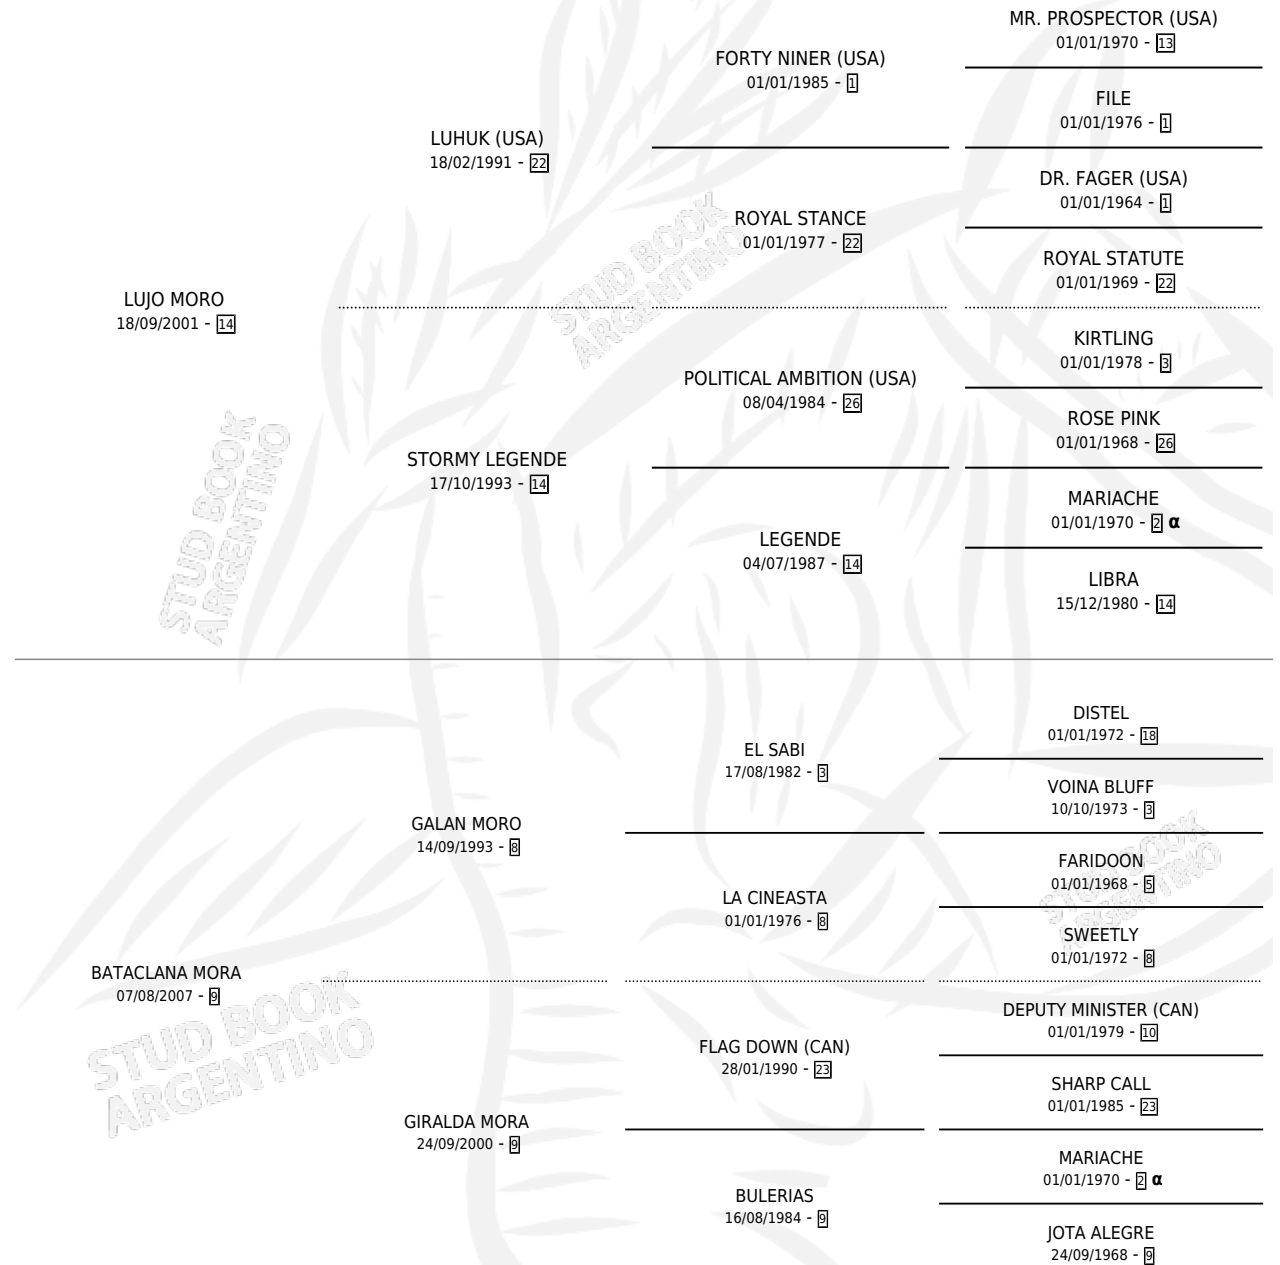 MR. PROSPECTOR (USA)
01/01/1970 - 13
FORTY NINER (USA)
01/01/1985 - 1
FILE
01/01/1976 - 1
LUHUK (USA)
18/02/1991 - 22
DR. FAGER (USA)
01/01/1964 - 1
ROYAL STANCE
01/01/1977 - 22
ROYAL STATUTE
01/01/1969 - 22
LUJO MORO
18/09/2001 - 14
KIRTLING
01/01/1978 - 3
POLITICAL AMBITION (USA)
08/04/1984 - 26
ROSE PINK
01/01/1968 - 26
STORMY LEGENDE
17/10/1993 - 14
MARIACHE
01/01/1970 - 2 α
LEGENDE
04/07/1987 - 14
LIBRA
15/12/1980 - 14
DISTEL
01/01/1972 - 18
EL SABI
17/08/1982 - 3
VOINA BLUFF
10/10/1973 - 3
GALAN MORO
14/09/1993 - 8
FARIDOON
01/01/1968 - 5
LA CINEASTA
01/01/1976 - 8
SWEETLY
01/01/1972 - 8
BATACLANA MORA
07/08/2007 - 9
DEPUTY MINISTER (CAN)
01/01/1979 - 10
FLAG DOWN (CAN)
28/01/1990 - 23
SHARP CALL
01/01/1985 - 23
GIRALDA MORA
24/09/2000 - 9
MARIACHE
01/01/1970 - 2 α
BULERIAS
16/08/1984 - 9
JOTA ALEGRE
24/09/1968 - 9
STUD BOOK
ARGENTINO
STUD BOOK
ARGENTINO
STUD BOOK
ARGENTINO
STUD BOOK
ARGENTINO